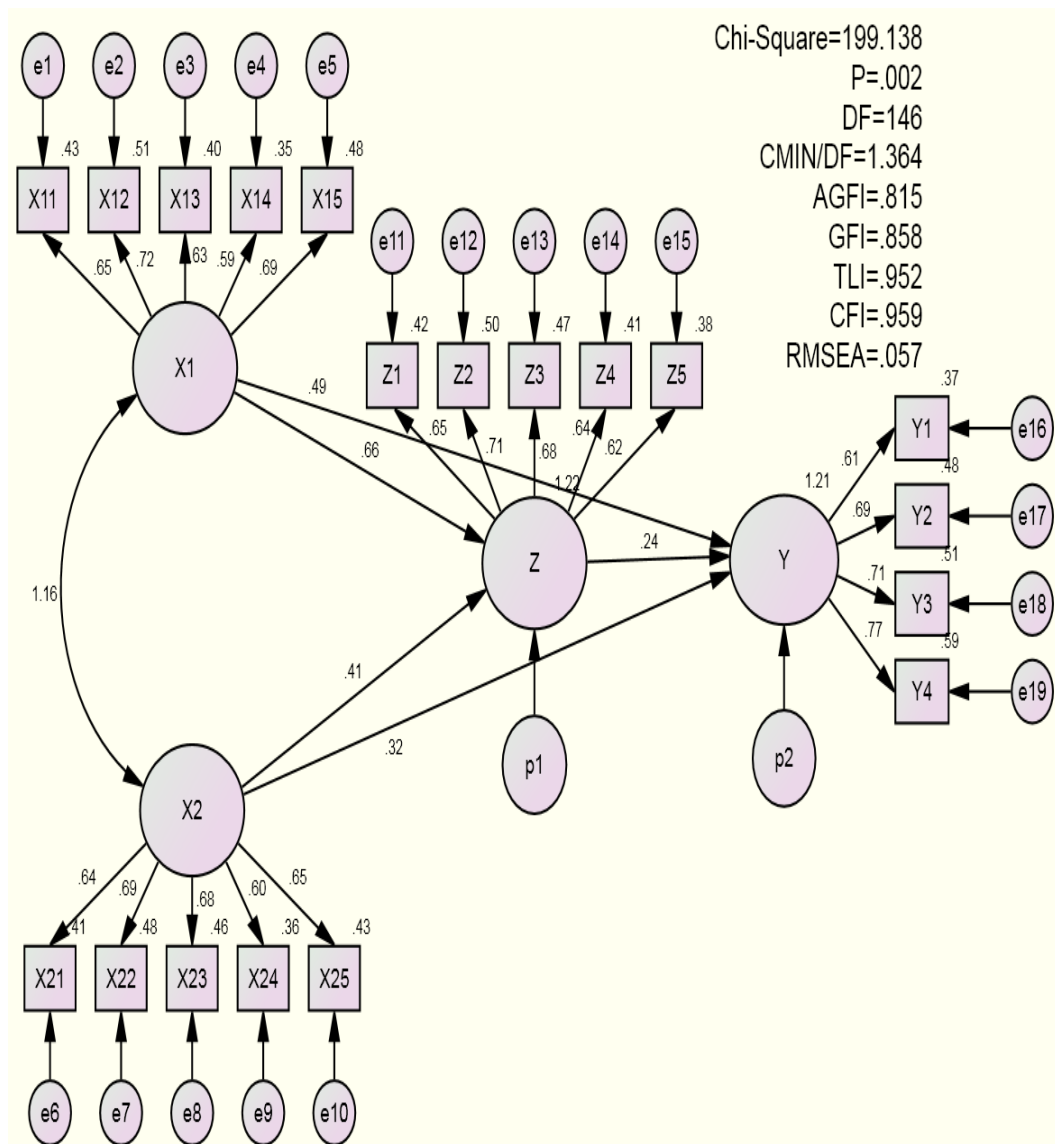 Chi-Square=199.138
P=.002
DF=146
CMIN/DF=1.364
AGFI=.815
GFI=.858
TLI=.952
CFI=.959
RMSEA=.057
e1 e2 e3 e4 e5
.43 .51 .40 .35 .48
X11 X12 X13 X14 X15
.65 .72 .63 .59 .69
X1
e11 e12 e13 e14 e15
.42 .50 .47 .41 .38
Z1 Z2 Z3 Z4 Z5
.65 .71 .68 .64 .62
.49
.66
1.22
Z
.24
1.21
Y
.61 .69 .71 .77
.37
Y1 e16
.48
Y2 e17
.51
Y3 e18
.59
Y4 e19
1.16
.41
.32
p1 p2
X2
.64 .69 .68 .60 .65
.41 .48 .46 .36 .43
X21 X22 X23 X24 X25
e6 e7 e8 e9 e10